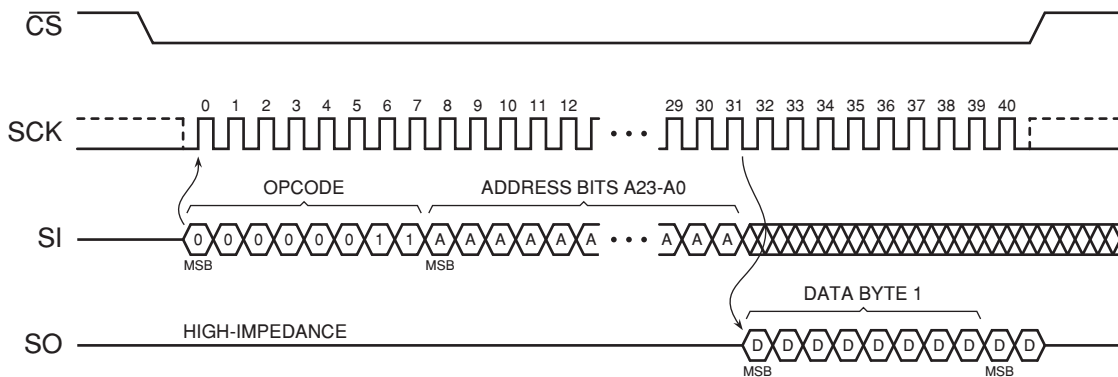 CS
0 1 2 3 4 5 6 7 8 9 10 11 12 29 30 31 32 33 34 35 36 37 38 39 40
SCK
OPCODE ADDRESS BITS A23-A0
SI 0 0 0 0 0 0 1 1 A A A A A A A A A
MSB MSB
DATA BYTE 1
HIGH-IMPEDANCE
SO D D D D D D D D D D
MSB MSB